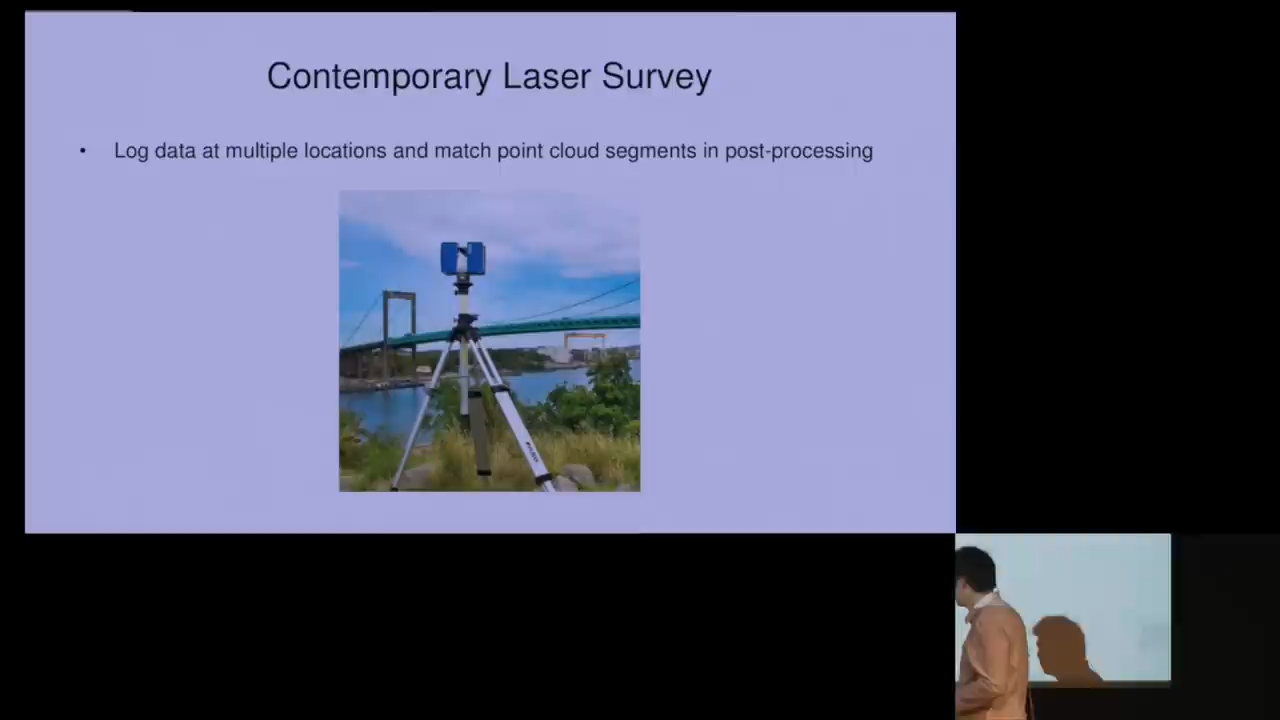 Contemporary Laser Survey
• Log data at multiple locations and match point cloud segments in post-processing